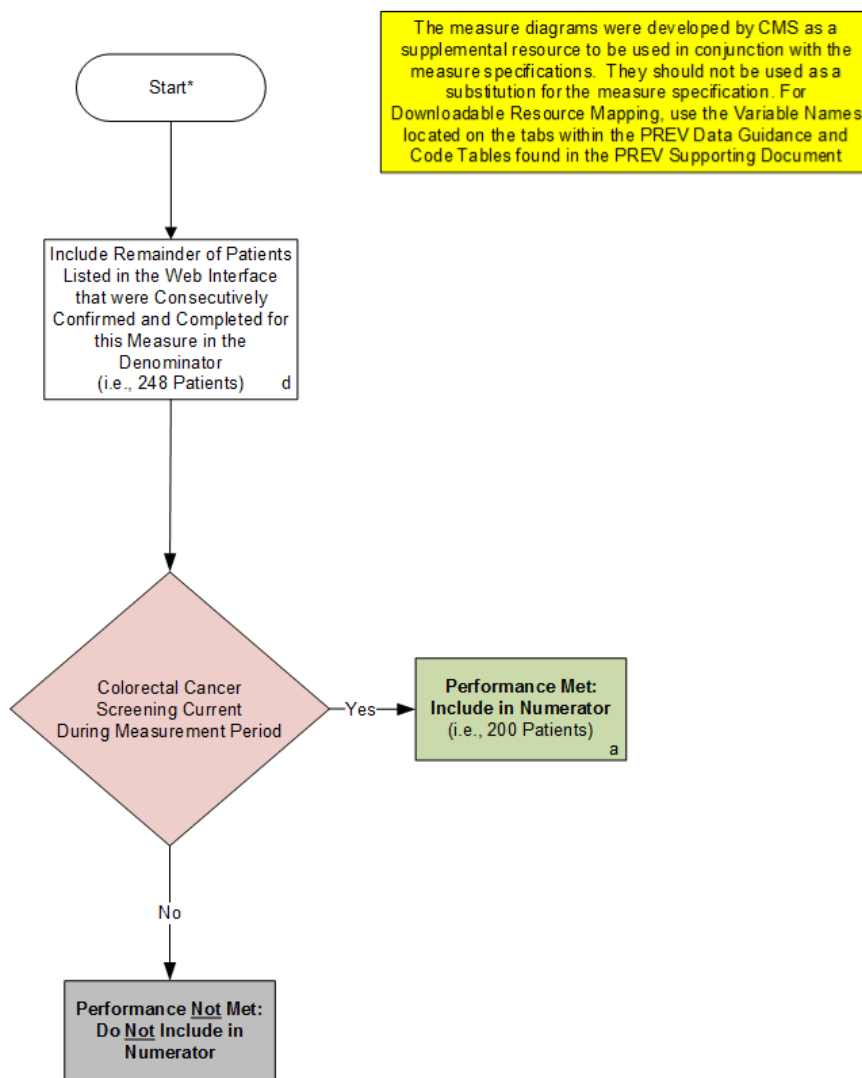 The measure diagrams were developed by CMS as a
supplemental resource to be used in conjunction with the
measure specifications. They should not be used as a
substitution for the measure specification. For
Downloadable Resource Mapping, use the Variable Names
located on the tabs within the PREV Data Guidance and
Code Tables found in the PREV Supporting Document
Start*
Include Remainder of Patients
Listed in the Web Interface
that were Consecutively
Confirmed and Completed for
this Measure in the
Denominator
(i.e., 248 Patients) d
Colorectal Cancer
Screening Current
During Measurement Period
Yes
Performance Met:
Include in Numerator
(i.e., 200 Patients)
a
No
Performance Not Met:
Do Not Include in
Numerator